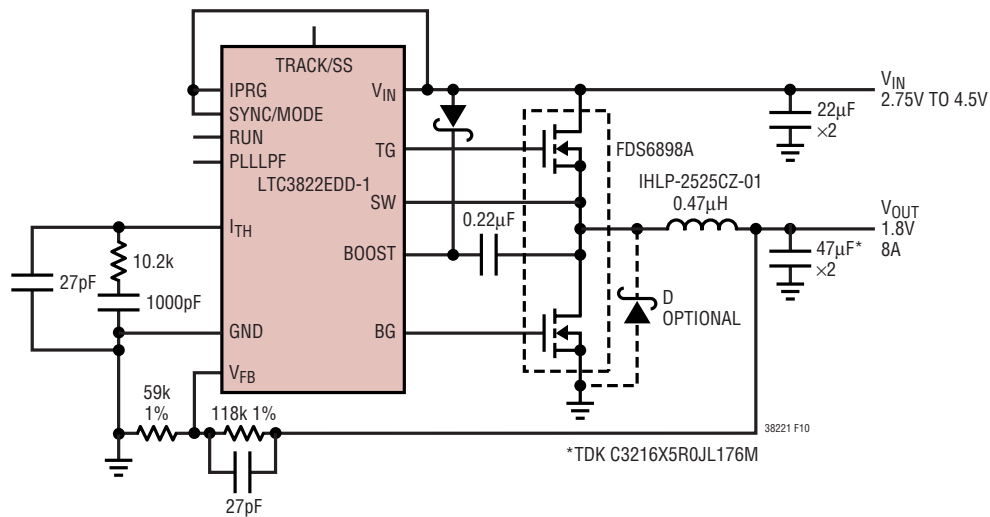 TRACK/SS
IPRG
SYNC/MODE
RUN
PLLLPF
LTC3822EDD-1
ITH
GND
VFB
VIN
TG
SW
BOOST
BG
VIN
2.75V TO 4.5V
22µF
×2
FDS6898A
IHLP-2525CZ-01
0.47µH
VOUT
1.8V
8A
47µF*
×2
0.22µF
D
OPTIONAL
27pF
10.2k
1000pF
59k
1%
118k 1%
27pF
38221 F10
*TDK C3216X5R0JL176M